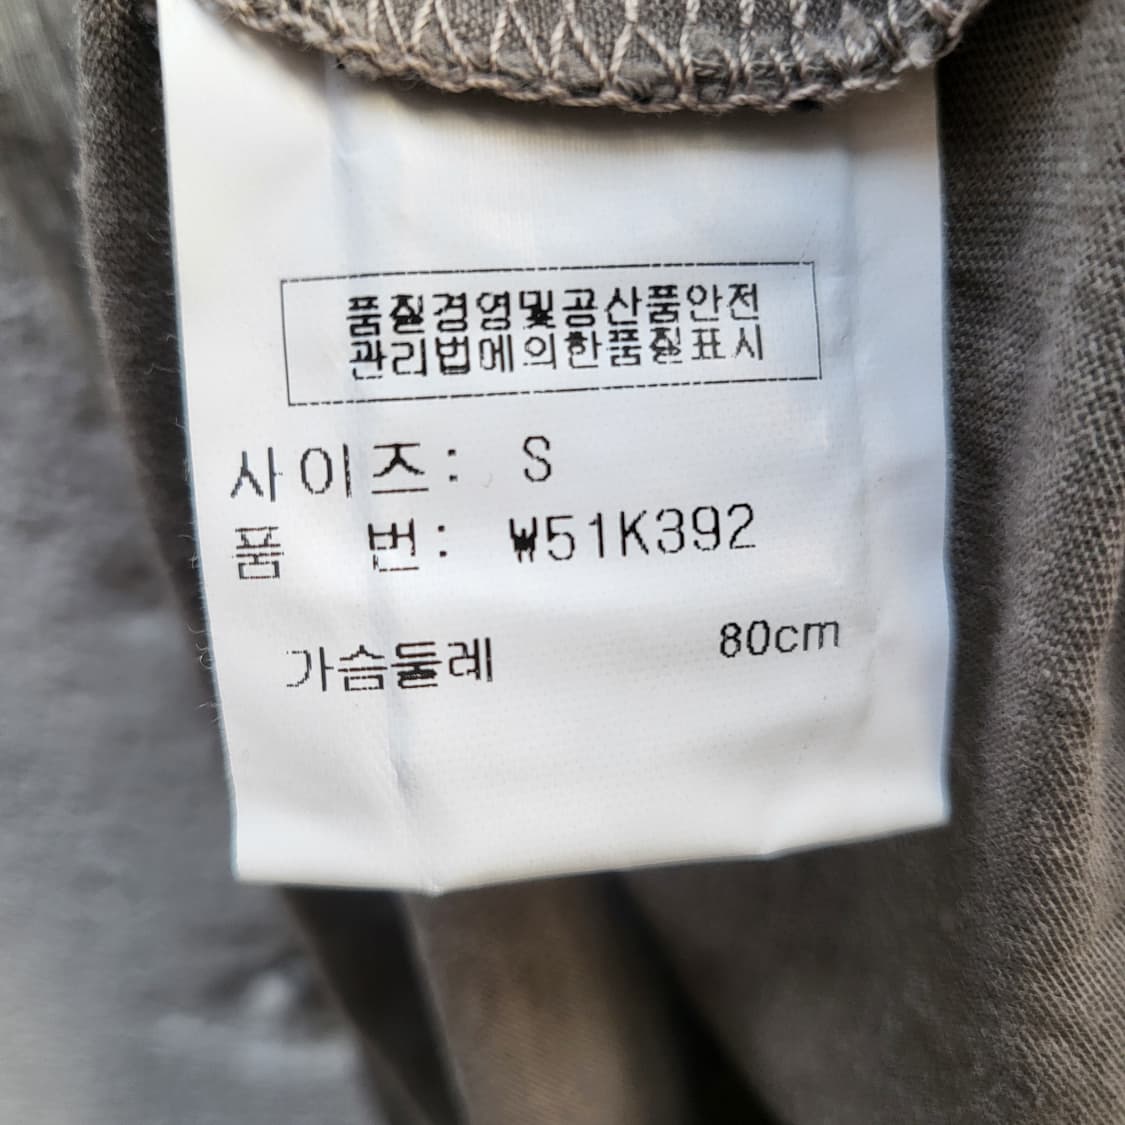 품질경영및공산품안전
관리법에의한품질표시
사이즈: S
품 번: W51K392
가슴둘레 80cm